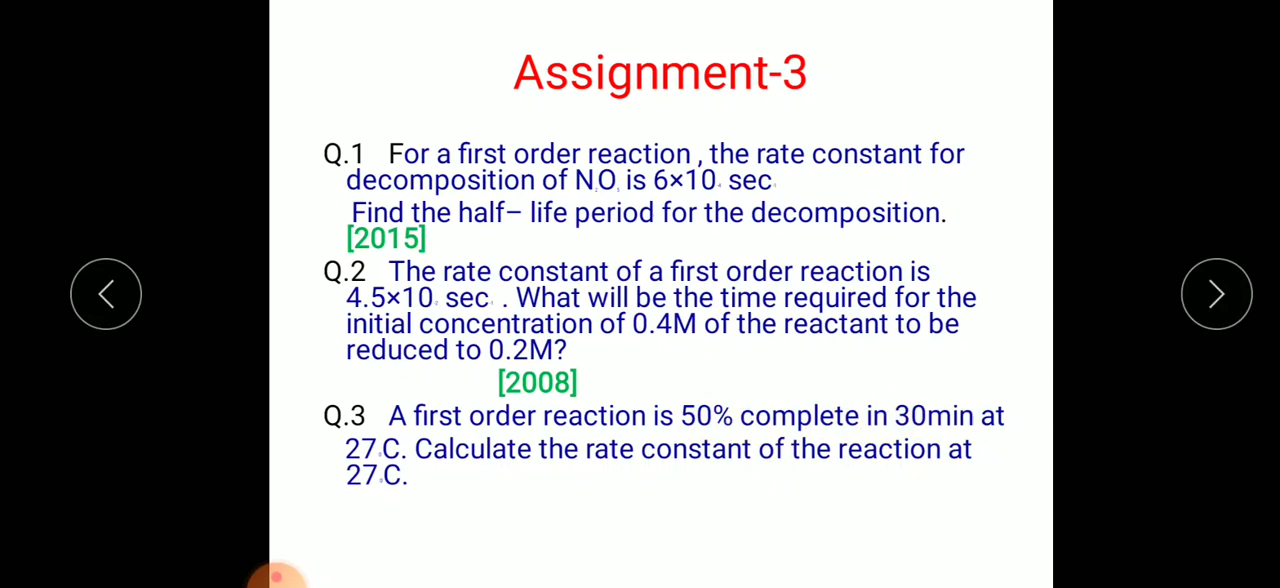 Assignment-3
Q.1 For a first order reaction , the rate constant for
decomposition of N₂O₅ is 6×10 sec
Find the half– life period for the decomposition.
[2015]
Q.2 The rate constant of a first order reaction is
4.5×10 sec . What will be the time required for the
initial concentration of 0.4M of the reactant to be
reduced to 0.2M?
[2008]
Q.3 A first order reaction is 50% complete in 30min at
27°C. Calculate the rate constant of the reaction at
27°C.